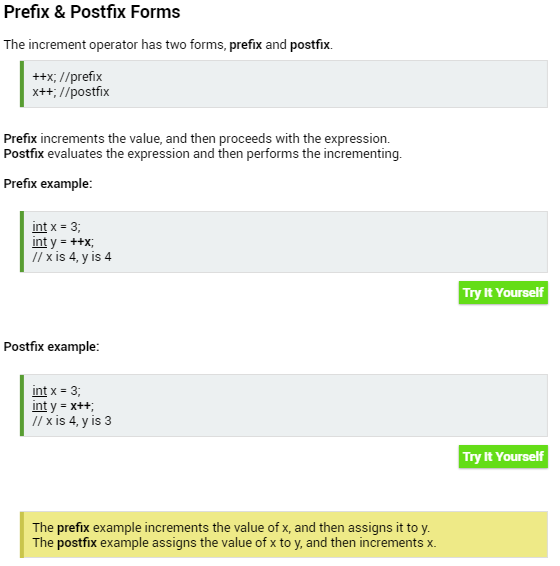 Prefix & Postfix Forms
The increment operator has two forms, prefix and postfix.
++x; //prefix
x++; //postfix
Prefix increments the value, and then proceeds with the expression.
Postfix evaluates the expression and then performs the incrementing.
Prefix example:
int x = 3;
int y = ++x;
// x is 4, y is 4
Try It Yourself
Postfix example:
int x = 3;
int y = x++;
// x is 4, y is 3
Try It Yourself
The prefix example increments the value of x, and then assigns it to y.
The postfix example assigns the value of x to y, and then increments x.